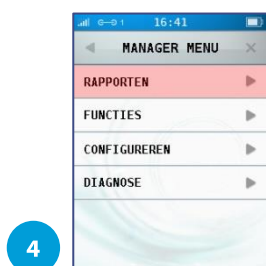 16:41
MANAGER MENU
RAPPORTEN
FUNCTIES
CONFIGUREREN
DIAGNOSE
4